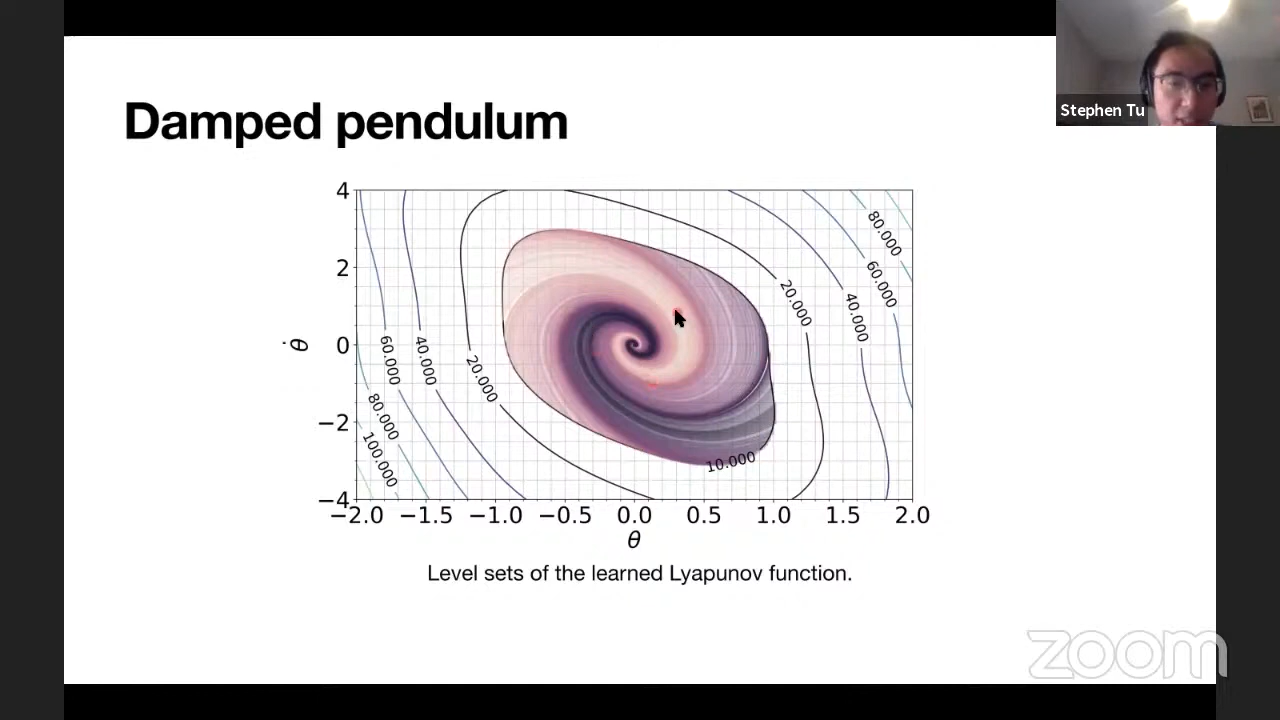 Stephen Tu
Damped pendulum
4
2
0
−2
−4
θ̇
−2.0 −1.5 −1.0 −0.5 0.0 0.5 1.0 1.5 2.0
θ
100.000
80.000
60.000
40.000
20.000
10.000
20.000
40.000
60.000
80.000
Level sets of the learned Lyapunov function.
zoom